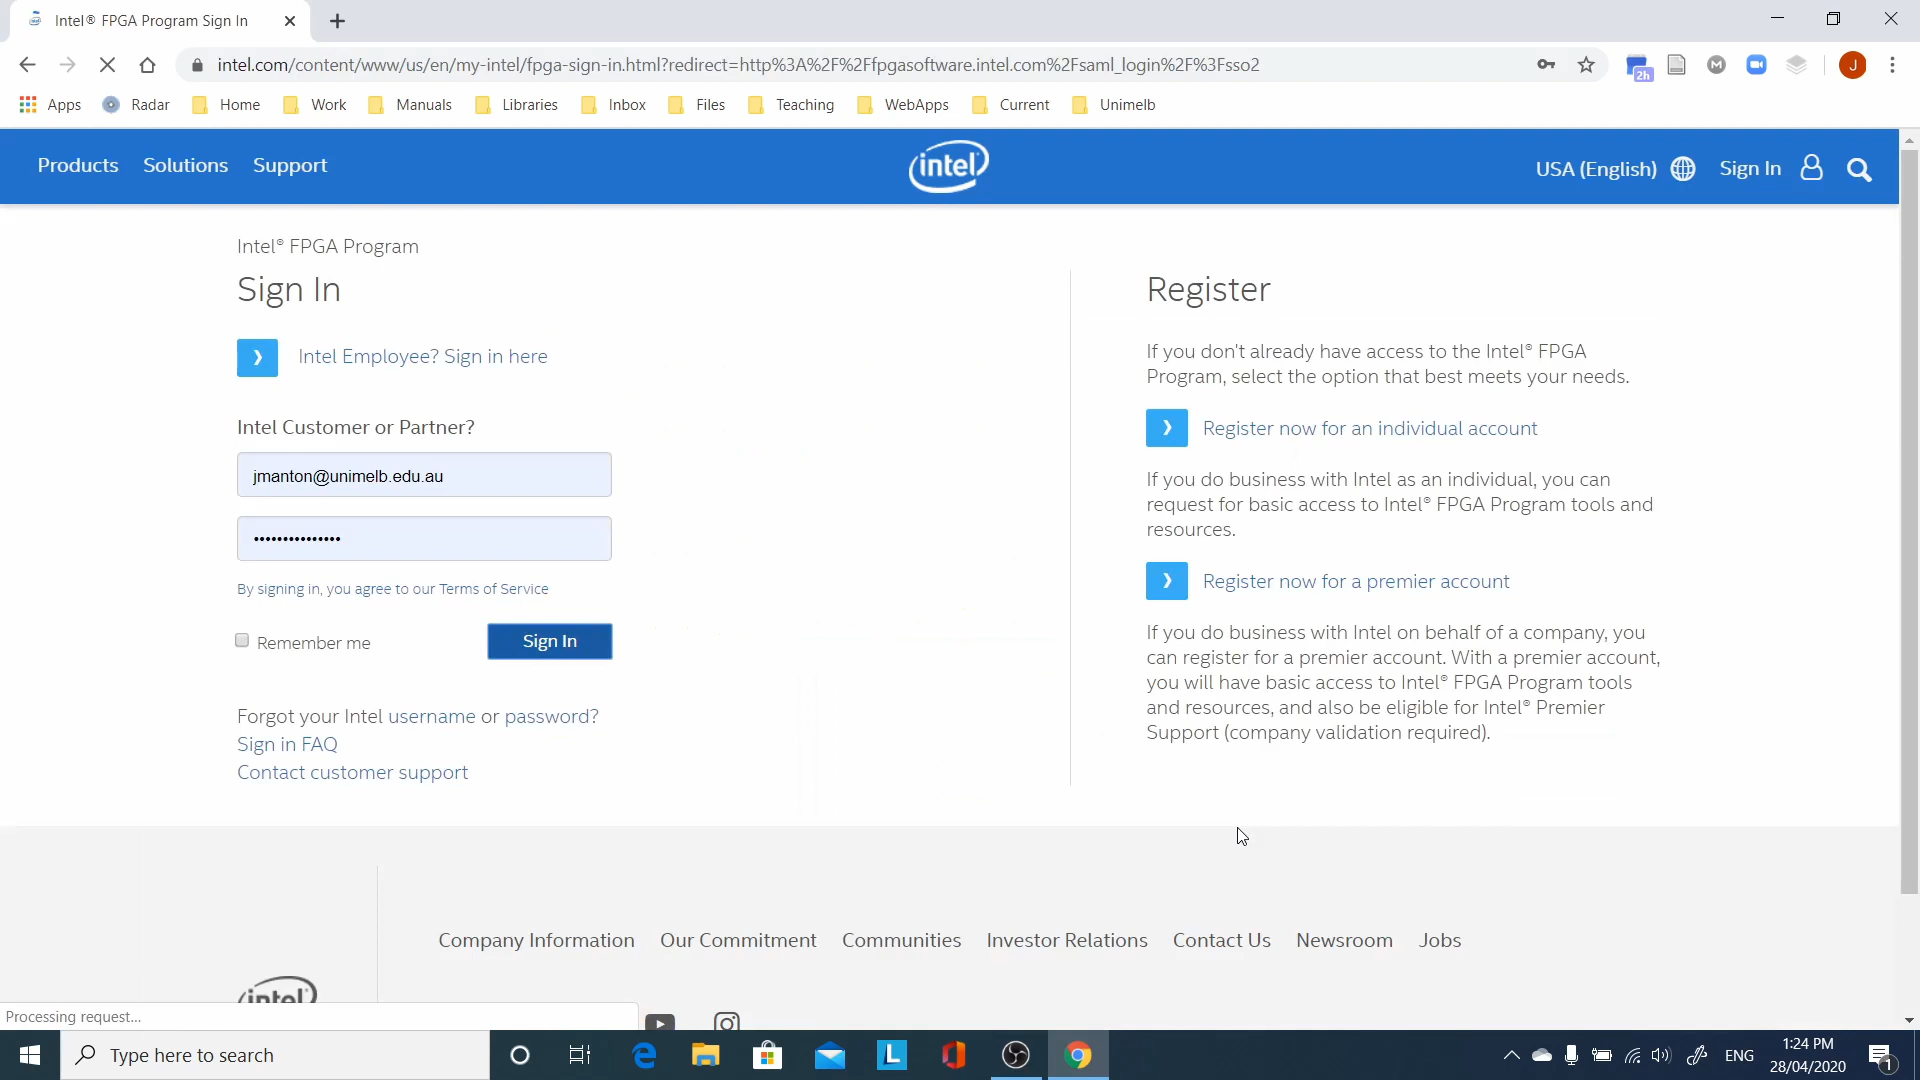 Intel® FPGA Program Sign In
intel.com/content/www/us/en/my-intel/fpga-sign-in.html?redirect=http%3A%2F%2Ffpgasoftware.intel.com%2Fsaml_login%2F%3Fsso2
2h
M
J
Apps
Radar
Home
Work
Manuals
Libraries
Inbox
Files
Teaching
WebApps
Current
Unimelb
Products
Solutions
Support
intel
USA (English)
Sign In
Intel® FPGA Program
Sign In
Intel Employee? Sign in here
Intel Customer or Partner?
jmanton@unimelb.edu.au
•••••••••••••••
By signing in, you agree to our Terms of Service
Remember me
Sign In
Forgot your Intel username or password?
Sign in FAQ
Contact customer support
Register
If you don't already have access to the Intel® FPGA
Program, select the option that best meets your needs.
Register now for an individual account
If you do business with Intel as an individual, you can
request for basic access to Intel® FPGA Program tools and
resources.
Register now for a premier account
If you do business with Intel on behalf of a company, you
can register for a premier account. With a premier account,
you will have basic access to Intel® FPGA Program tools
and resources, and also be eligible for Intel® Premier
Support (company validation required).
Company Information
Our Commitment
Communities
Investor Relations
Contact Us
Newsroom
Jobs
intel
Processing request...
Type here to search
L
ENG
1:24 PM
28/04/2020
1